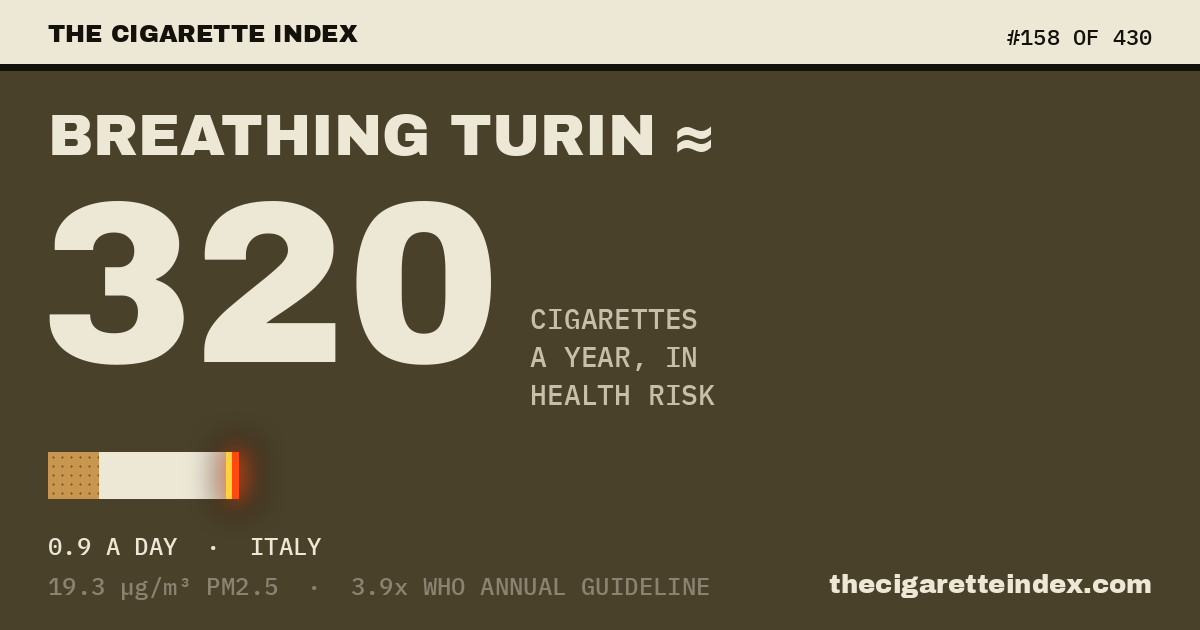 THE CIGARETTE INDEX
#158 OF 430
BREATHING TURIN ≈
320
CIGARETTES
A YEAR, IN
HEALTH RISK
0.9 A DAY · ITALY
19.3 µg/m³ PM2.5 · 3.9x WHO ANNUAL GUIDELINE
thecigaretteindex.com